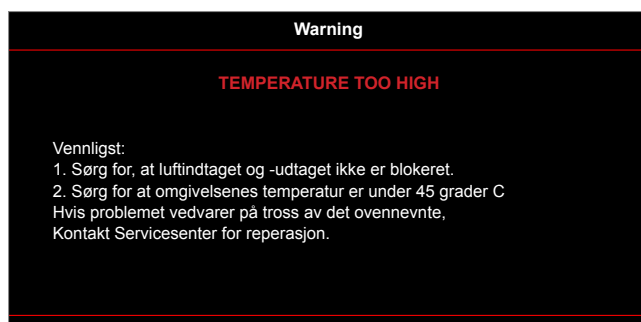 Warning
TEMPERATURE TOO HIGH
Vennligst:
1. Sørg for, at luftindtaget og -udtaget ikke er blokeret.
2. Sørg for at omgivelsenes temperatur er under 45 grader C
Hvis problemet vedvarer på tross av det ovennevnte,
Kontakt Servicesenter for reperasjon.